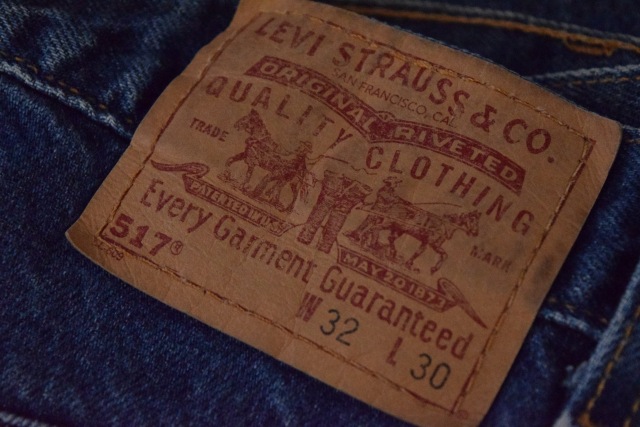 LEVI STRAUSS & CO.
SAN FRANCISCO, CAL.
ORIGINAL RIVETED
QUALITY CLOTHING
TRADE MARK
PATENTED IN U.S.
MAY 20 1873
Every Garment Guaranteed
517®
W 32 L 30